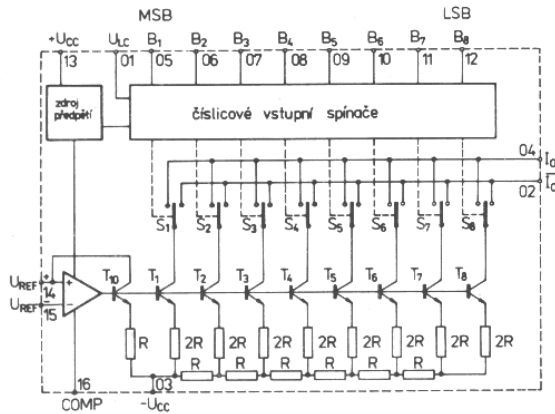 MSB LSB
+UCC ULC B1 B2 B3 B4 B5 B6 B7 B8
13 01 05 06 07 08 09 10 11 12
zdroj
předpětí
číslicové vstupní spínače
04 I0
02 I0
S1 S2 S3 S4 S5 S6 S7 S8
UREF + 14 +
UREF - 15 -
T10 T1 T2 T3 T4 T5 T6 T7 T8
R 2R 2R 2R 2R 2R 2R 2R 2R
R R R R R R
16 03
COMP -UCC